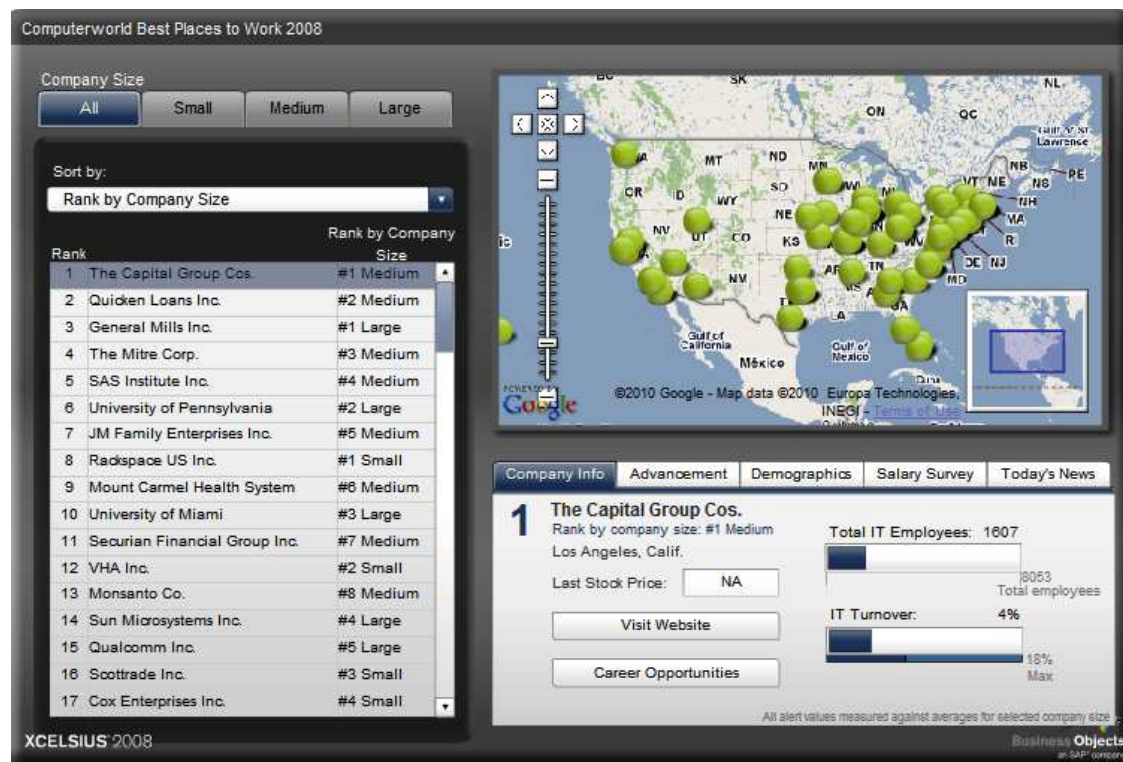 Computerworld Best Places to Work 2008
Company Size
All Small Medium Large
Sort by:
Rank by Company Size
Rank Rank by Company Size
1 The Capital Group Cos. #1 Medium
2 Quicken Loans Inc. #2 Medium
3 General Mills Inc. #1 Large
4 The Mitre Corp. #3 Medium
5 SAS Institute Inc. #4 Medium
6 University of Pennsylvania #2 Large
7 JM Family Enterprises Inc. #5 Medium
8 Rackspace US Inc. #1 Small
9 Mount Carmel Health System #6 Medium
10 University of Miami #3 Large
11 Securian Financial Group Inc. #7 Medium
12 VHA Inc. #2 Small
13 Monsanto Co. #8 Medium
14 Sun Microsystems Inc. #4 Large
15 Qualcomm Inc. #5 Large
16 Scottrade Inc. #3 Small
17 Cox Enterprises Inc. #4 Small
XCELSIUS 2008
SK NL
ON QC
Gulf of St. Lawrence
MT ND MN NB PE
OR ID WY SD VT NE NS
NH
NE MA
NV UT CO KS
DE NJ
MD
NM TN
LA
Gulf of California
México
Gulf of Mexico
POWERED BY
Google
©2010 Google - Map data ©2010 Europa Technologies,
INEGI - Terms of Use
Company Info Advancement Demographics Salary Survey Today's News
1 The Capital Group Cos.
Rank by company size: #1 Medium
Los Angeles, Calif.
Last Stock Price: NA
Visit Website
Career Opportunities
Total IT Employees: 1607
8053
Total employees
IT Turnover: 4%
18%
Max
All alert values measured against averages for selected company size
Business Objects
an SAP company